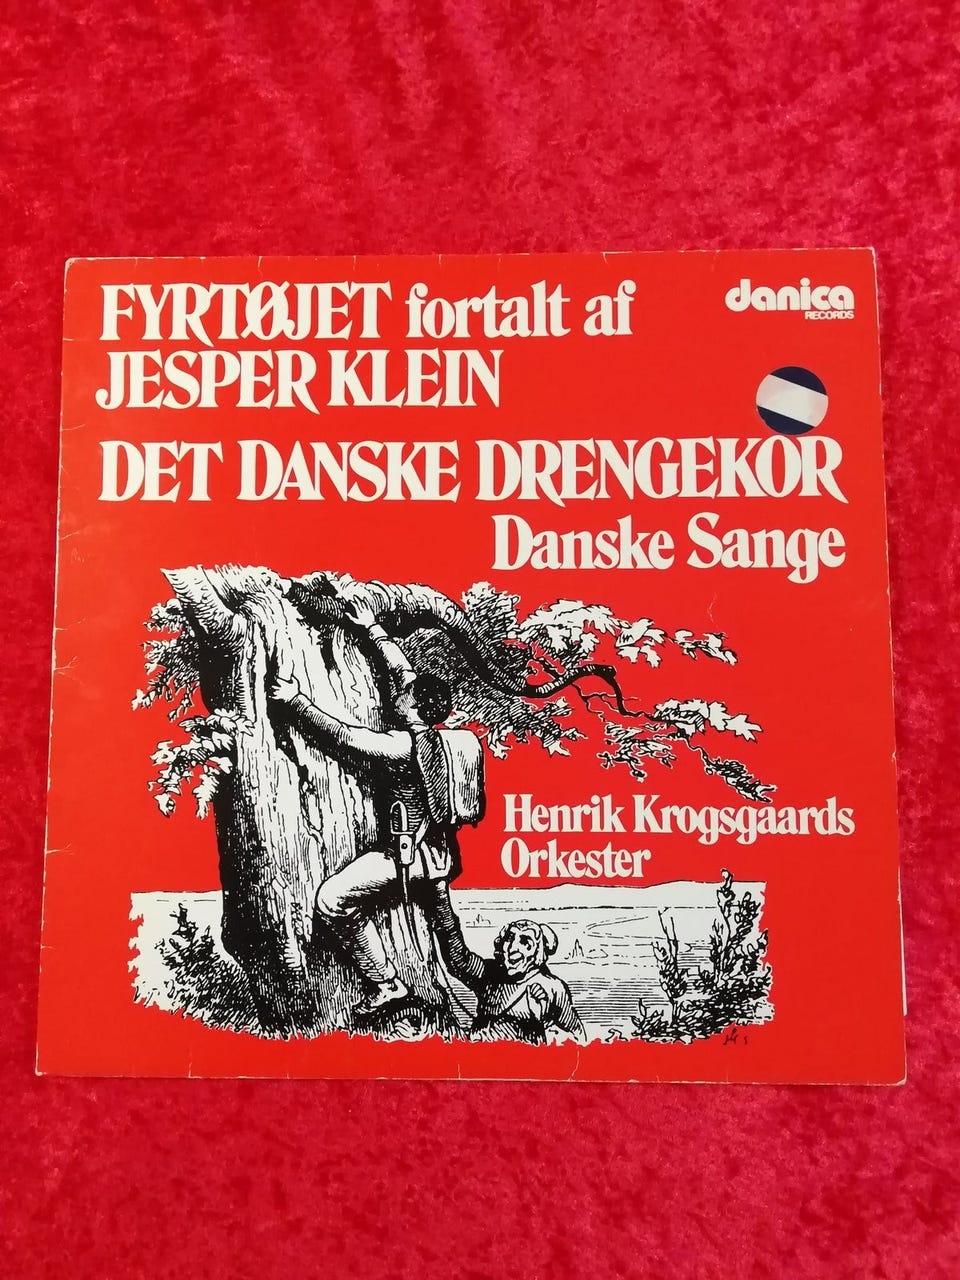 FYRTØJET fortalt af
JESPER KLEIN
danica
RECORDS
DET DANSKE DRENGEKOR
Danske Sange
Henrik Krogsgaards
Orkester